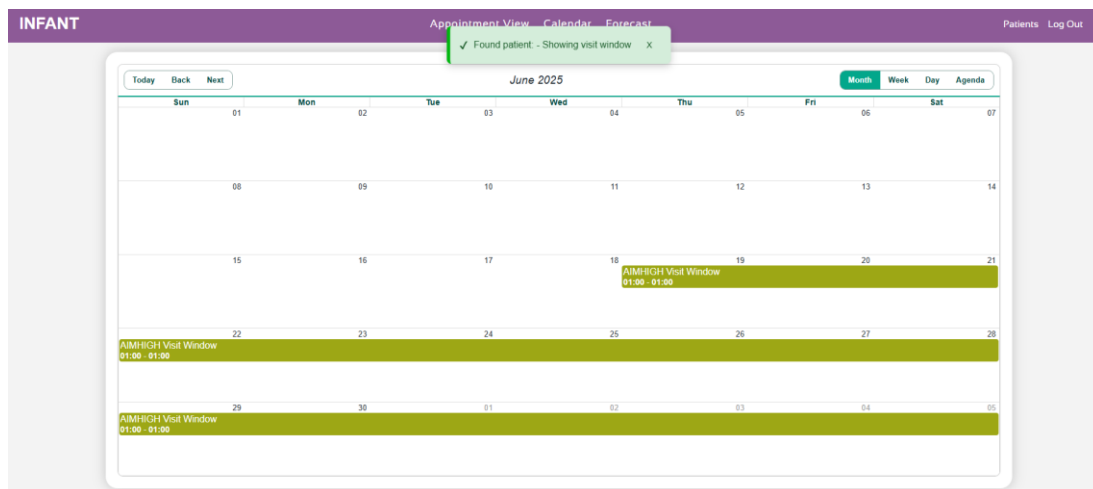 INFANT
Appointment View Calendar Forecast
Patients Log Out
✓ Found patient: - Showing visit window X
Today Back Next
June 2025
Month Week Day Agenda
Sun Mon Tue Wed Thu Fri Sat
01 02 03 04 05 06 07
08 09 10 11 12 13 14
15 16 17 18 19 20 21
AIMHIGH Visit Window
01:00 - 01:00
22 23 24 25 26 27 28
AIMHIGH Visit Window
01:00 - 01:00
29 30 01 02 03 04 05
AIMHIGH Visit Window
01:00 - 01:00